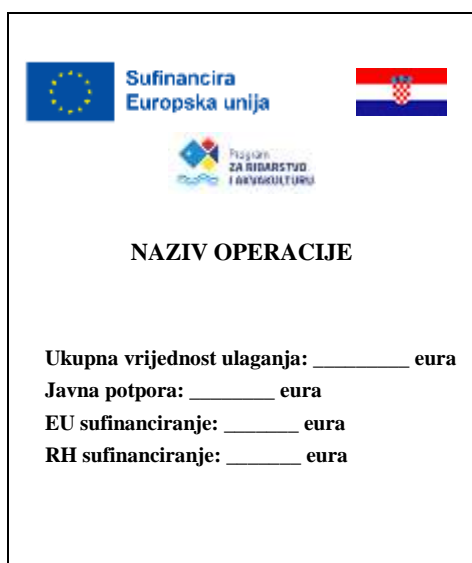 Sufinancira
Europska unija
Program
ZA RIBARSTVO
I AKVAKULTURU
NAZIV OPERACIJE
Ukupna vrijednost ulaganja: _________ eura
Javna potpora: ________ eura
EU sufinanciranje: _______ eura
RH sufinanciranje: _______ eura